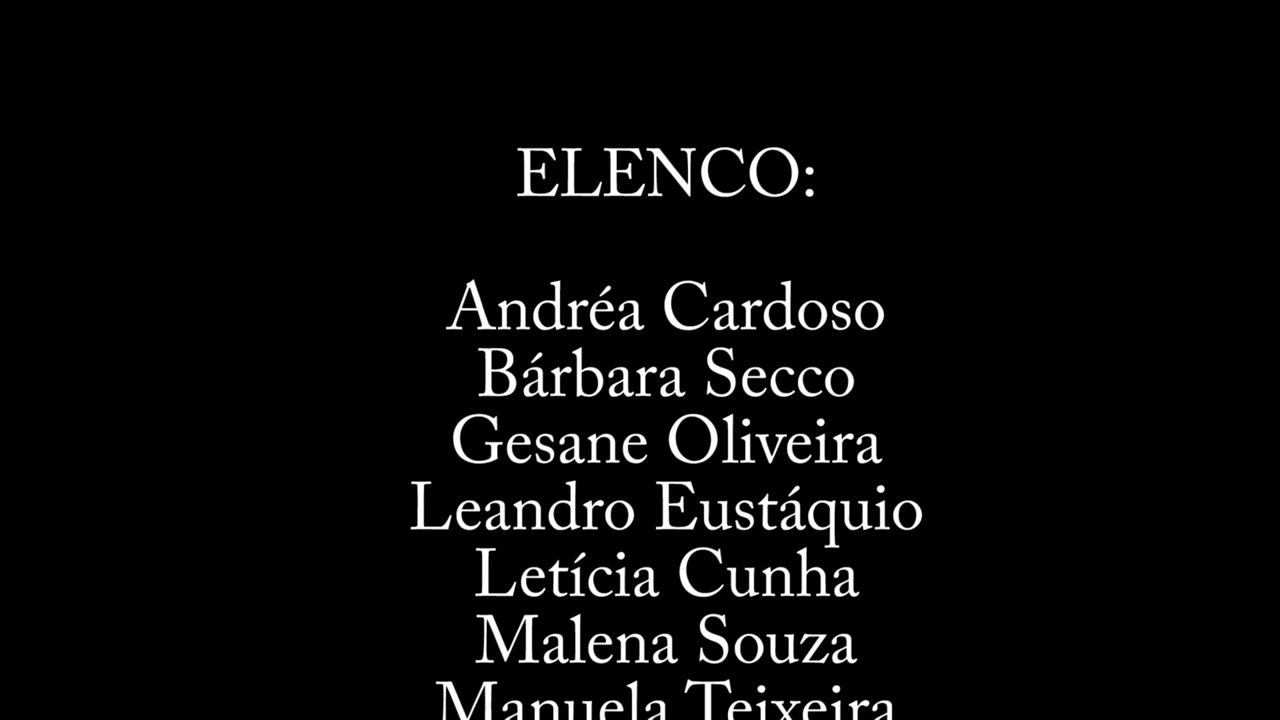 ELENCO:
Andréa Cardoso
Bárbara Secco
Gesane Oliveira
Leandro Eustáquio
Letícia Cunha
Malena Souza
Manuela Teixeira